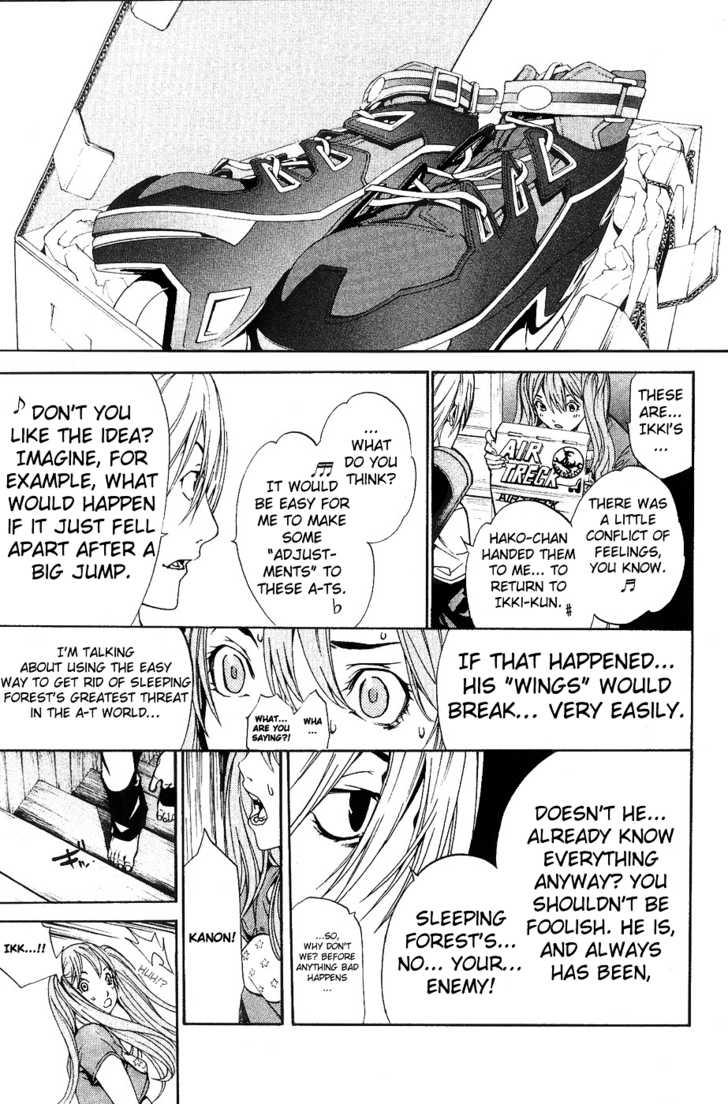 THESE
ARE...
IKKI'S
...
AIR
TRECK
THERE WAS
A LITTLE
CONFLICT OF
FEELINGS,
YOU KNOW.
♬
HAKO-CHAN
HANDED THEM
TO ME... TO
RETURN TO
IKKI-KUN.
♯
...
WHAT
DO YOU
THINK?
♬
IT WOULD
BE EASY FOR
ME TO MAKE
SOME
"ADJUST-
MENTS" TO
THESE A-TS.
♭
♪
DON'T YOU
LIKE THE IDEA?
IMAGINE, FOR
EXAMPLE, WHAT
WOULD HAPPEN
IF IT JUST FELL
APART AFTER A
BIG JUMP.
IF THAT HAPPENED...
HIS "WINGS" WOULD
BREAK... VERY EASILY.
WHA
...
WHAT...
ARE YOU
SAYING?!
I'M TALKING
ABOUT USING THE EASY
WAY TO GET RID OF SLEEPING
FOREST'S GREATEST THREAT
IN THE A-T WORLD...
DOESN'T HE...
ALREADY KNOW
EVERYTHING
ANYWAY? YOU
SHOULDN'T BE
FOOLISH. HE IS,
AND ALWAYS
HAS BEEN,
SLEEPING
FOREST'S...
NO... YOUR...
ENEMY!
...SO,
WHY DON'T
WE? BEFORE
ANYTHING BAD
HAPPENS
...
KANON!
ギッ
HUH!?
IKK...!!